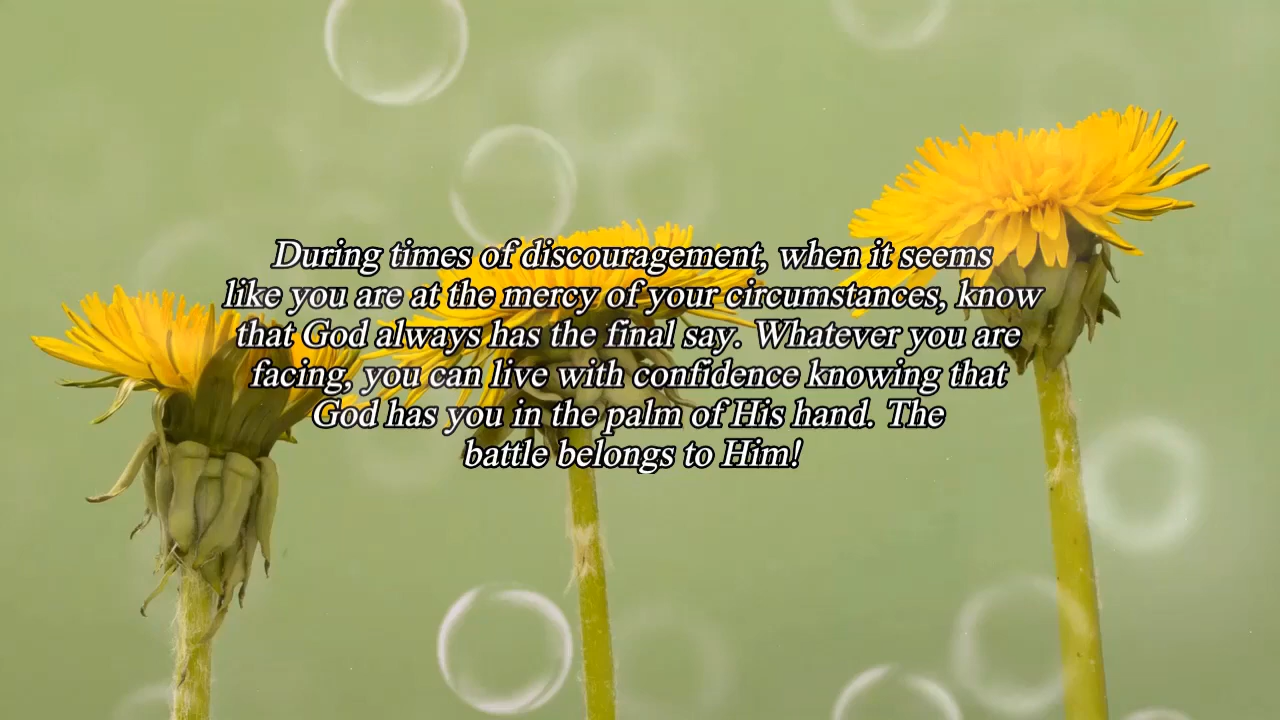 During times of discouragement, when it seems
like you are at the mercy of your circumstances, know
that God always has the final say. Whatever you are
facing, you can live with confidence knowing that
God has you in the palm of His hand. The
battle belongs to Him!